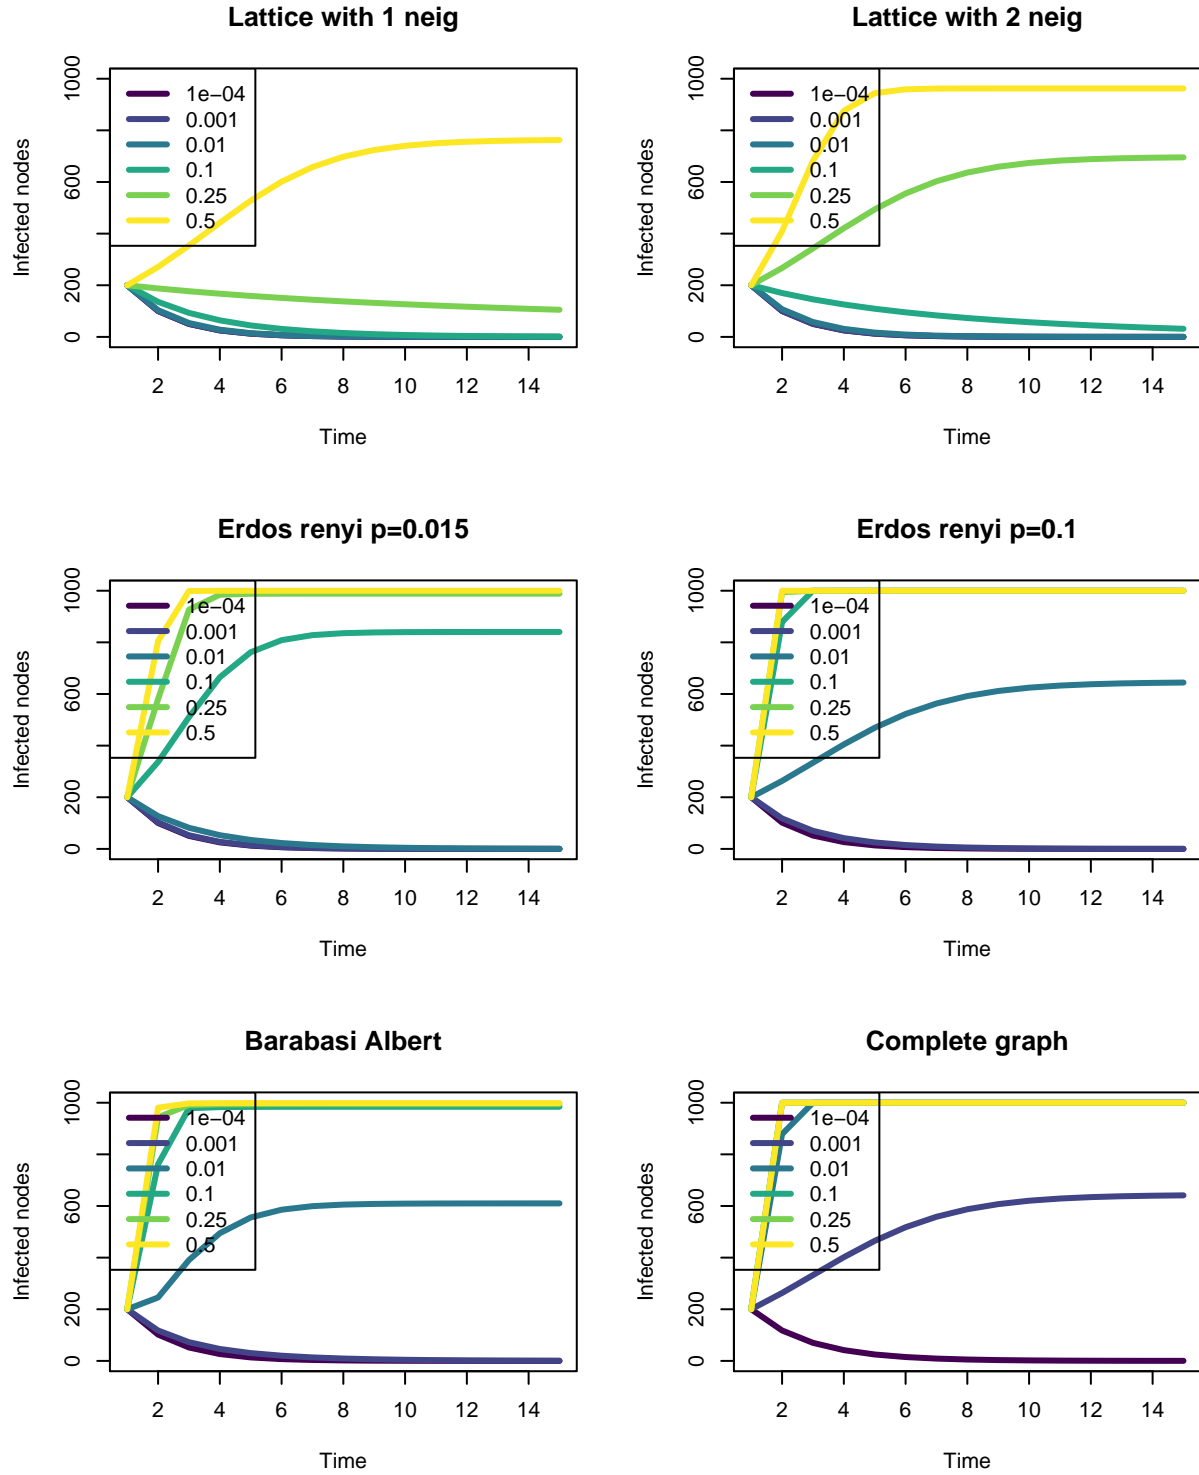 Lattice with 1 neig
Infected nodes
0 200 600 1000
1e−04
0.001
0.01
0.1
0.25
0.5
2 4 6 8 10 12 14
Time
Lattice with 2 neig
Infected nodes
0 200 600 1000
1e−04
0.001
0.01
0.1
0.25
0.5
2 4 6 8 10 12 14
Time
Erdos renyi p=0.015
Infected nodes
0 200 600 1000
1e−04
0.001
0.01
0.1
0.25
0.5
2 4 6 8 10 12 14
Time
Erdos renyi p=0.1
Infected nodes
0 200 600 1000
1e−04
0.001
0.01
0.1
0.25
0.5
2 4 6 8 10 12 14
Time
Barabasi Albert
Infected nodes
0 200 600 1000
1e−04
0.001
0.01
0.1
0.25
0.5
2 4 6 8 10 12 14
Time
Complete graph
Infected nodes
0 200 600 1000
1e−04
0.001
0.01
0.1
0.25
0.5
2 4 6 8 10 12 14
Time